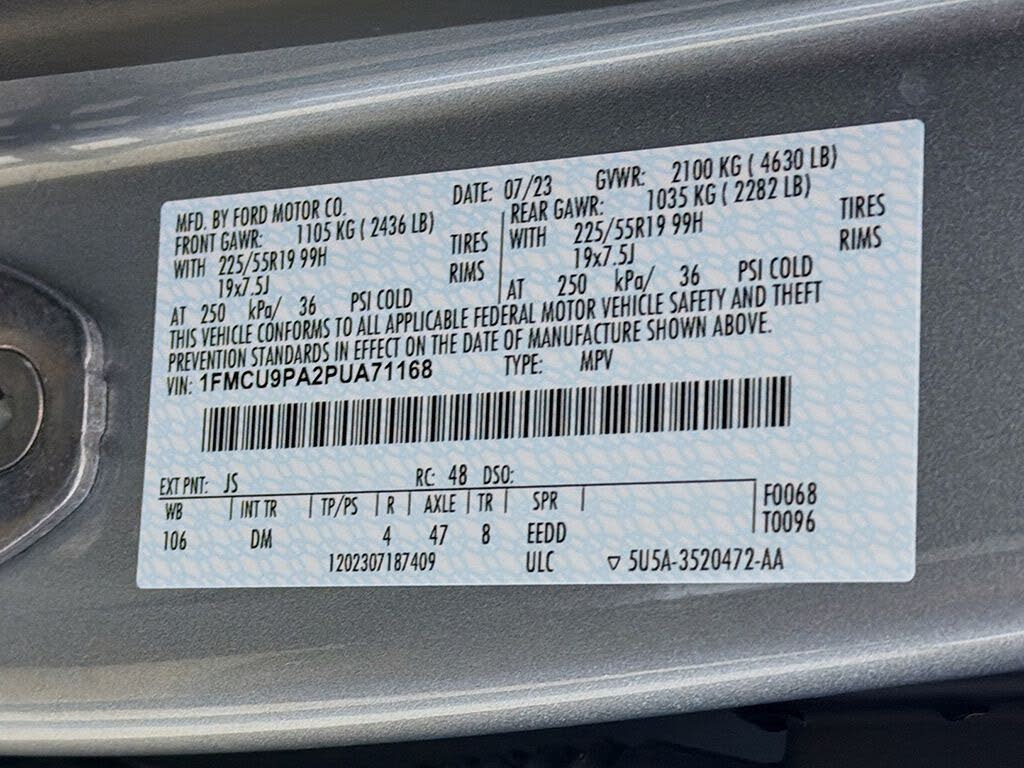 MFD. BY FORD MOTOR CO. DATE: 07/23 GVWR: 2100 KG ( 4630 LB)
FRONT GAWR: 1105 KG ( 2436 LB) REAR GAWR: 1035 KG ( 2282 LB)
WITH 225/55R19 99H TIRES WITH 225/55R19 99H TIRES
19x7.5J RIMS 19x7.5J RIMS
AT 250 kPa/ 36 PSI COLD AT 250 kPa/ 36 PSI COLD
THIS VEHICLE CONFORMS TO ALL APPLICABLE FEDERAL MOTOR VEHICLE SAFETY AND THEFT
PREVENTION STANDARDS IN EFFECT ON THE DATE OF MANUFACTURE SHOWN ABOVE.
VIN: 1FMCU9PA2PUA71168 TYPE: MPV
EXT PNT: JS RC: 48 DSO:
WB INT TR TP/PS R AXLE TR SPR F0068
106 DM 4 47 8 EEDD T0096
1202307187409 ULC ▽ 5U5A-3520472-AA